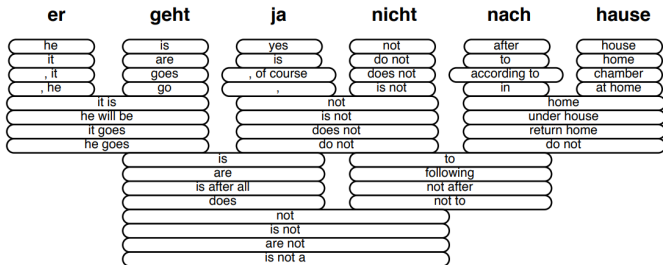 er geht ja nicht nach hause
he is yes not after house
it are is do not to home
, it goes , of course does not according to chamber
, he go , is not in at home
it is not home
he will be is not under house
it goes does not return home
he goes do not do not
is to
are following
is after all not after
does not to
not
is not
are not
is not a